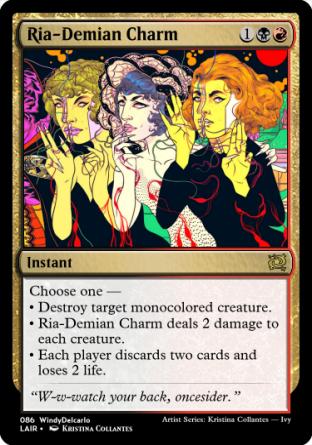 Ria-Demian Charm 1
Instant
Choose one —
• Destroy target monocolored creature.
• Ria-Demian Charm deals 2 damage to
each creature.
• Each player discards two cards and
loses 2 life.
“W-w-watch your back, oncesider.”
086 WindyDelcarlo
Artist Series: Kristina Collantes — Ivy
LAIR • Kristina Collantes